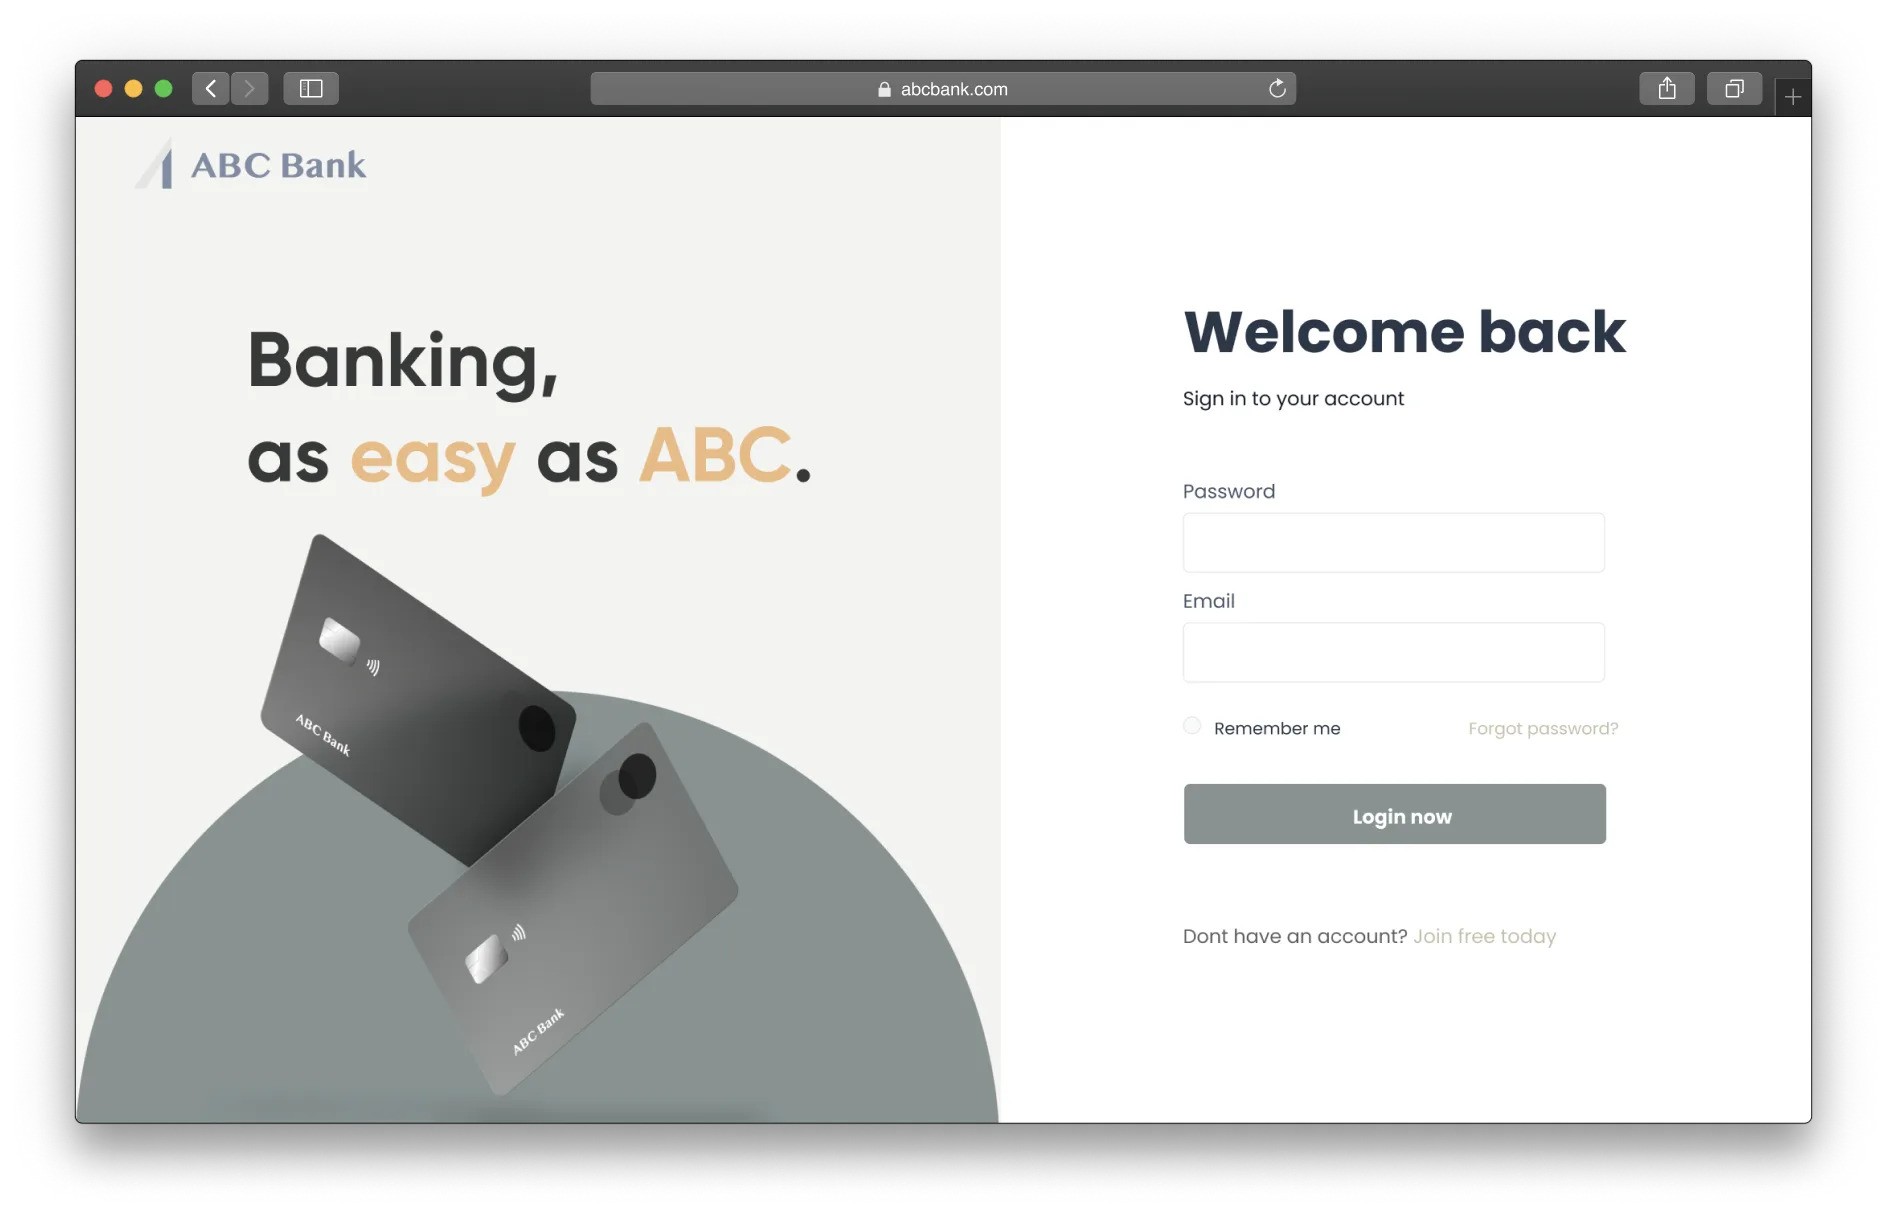 abcbank.com
ABC Bank
Banking,
as easy as ABC.
ABC Bank
ABC Bank
Welcome back
Sign in to your account
Password
Email
Remember me
Forgot password?
Login now
Dont have an account? Join free today